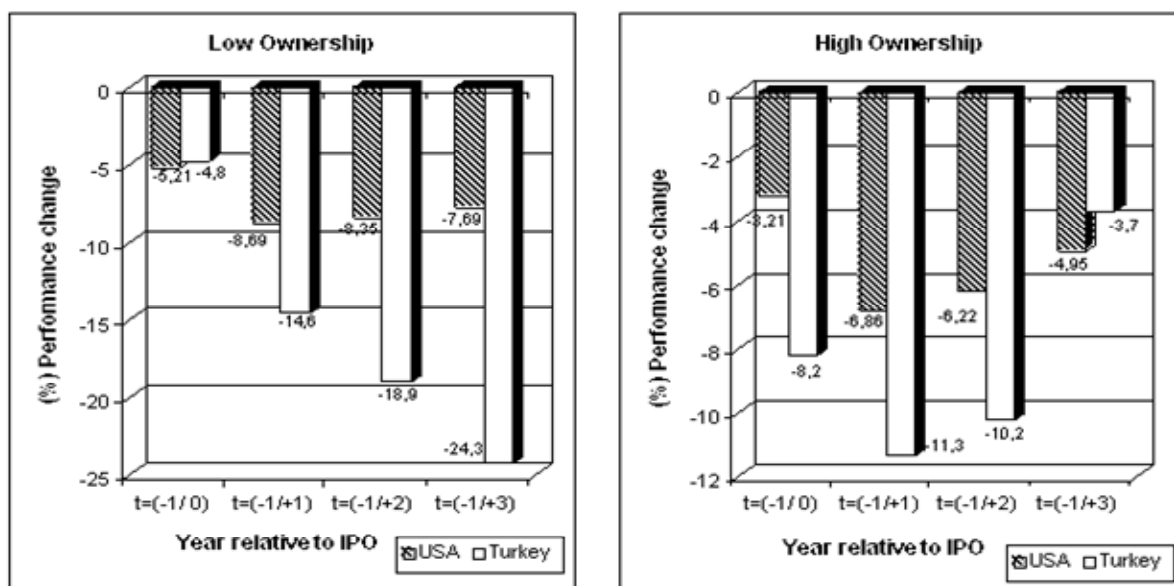 Low Ownership
(%) Performance change
0
-5
-10
-15
-20
-25
-5,21
-4,8
-8,69
-14,6
-8,35
-18,9
-7,69
-24,3
t=(-1/ 0) t=(-1/+1) t=(-1/+2) t=(-1/+3)
Year relative to IPO
USA Turkey
High Ownership
(%) Performance change
0
-2
-4
-6
-8
-10
-12
-3,21
-8,2
-6,86
-11,3
-6,22
-10,2
-4,95
-3,7
t=(-1/ 0) t=(-1/+1) t=(-1/+2) t=(-1/+3)
Year relative to IPO
USA Turkey